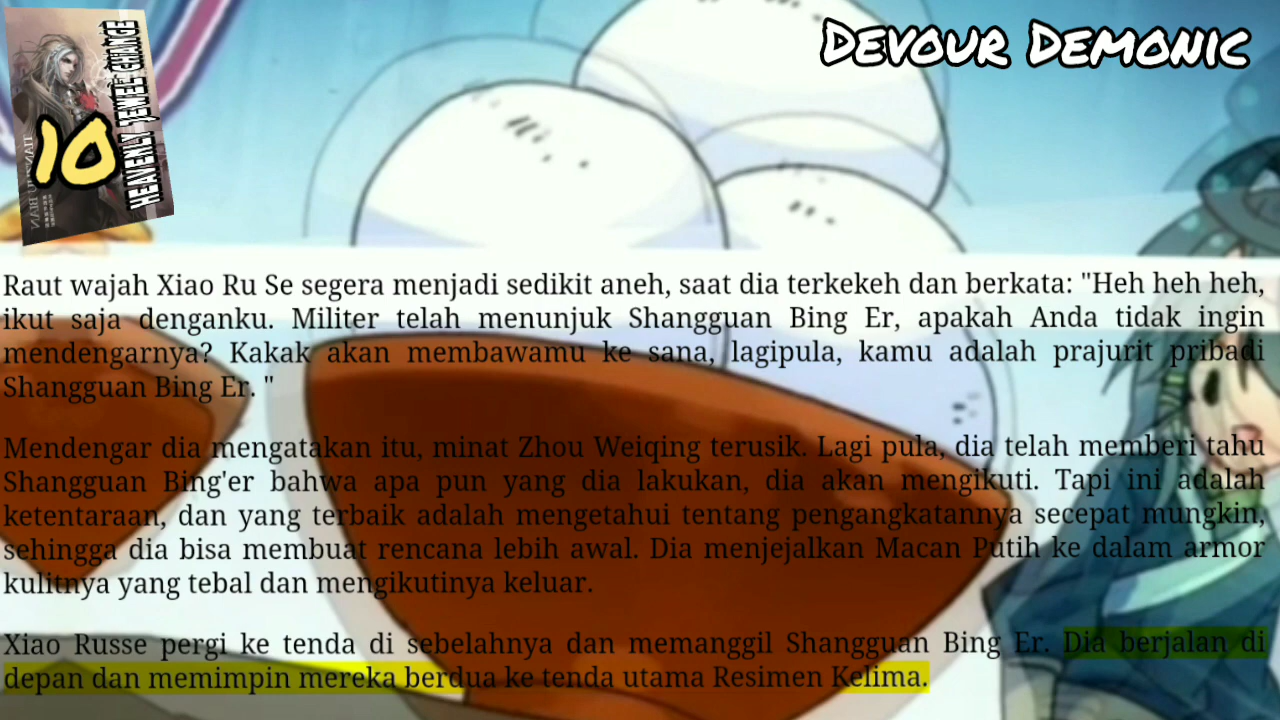 Devour Demonic
HEAVENLY JEWEL CHANGE
10
Raut wajah Xiao Ru Se segera menjadi sedikit aneh, saat dia terkekeh dan berkata: "Heh heh heh,
ikut saja denganku. Militer telah menunjuk Shangguan Bing Er, apakah Anda tidak ingin
mendengarnya? Kakak akan membawamu ke sana, lagipula, kamu adalah prajurit pribadi
Shangguan Bing Er. "
Mendengar dia mengatakan itu, minat Zhou Weiqing terusik. Lagi pula, dia telah memberi tahu
Shangguan Bing'er bahwa apa pun yang dia lakukan, dia akan mengikuti. Tapi ini adalah
ketentaraan, dan yang terbaik adalah mengetahui tentang pengangkatannya secepat mungkin,
sehingga dia bisa membuat rencana lebih awal. Dia menjejalkan Macan Putih ke dalam armor
kulitnya yang tebal dan mengikutinya keluar.
Xiao Russe pergi ke tenda di sebelahnya dan memanggil Shangguan Bing Er. Dia berjalan di
depan dan memimpin mereka berdua ke tenda utama Resimen Kelima.